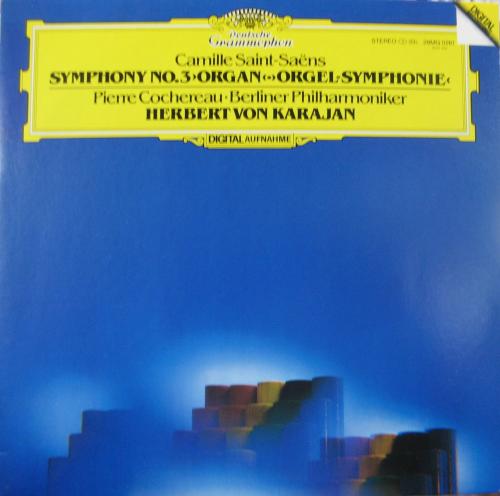 Deutsche
Grammophon
DIGITAL
STEREO
Camille Saint-Saëns
SYMPHONY NO.3 ›ORGAN‹ · ›ORGEL-SYMPHONIE‹
Pierre Cochereau · Berliner Philharmoniker
HERBERT VON KARAJAN
DIGITAL AUFNAHME